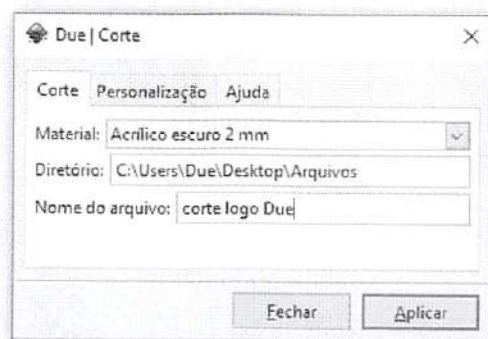 Due | Corte
Corte Personalização Ajuda
Material: Acrílico escuro 2 mm
Diretório: C:\Users\Due\Desktop\Arquivos
Nome do arquivo: corte logo Due
Fechar Aplicar